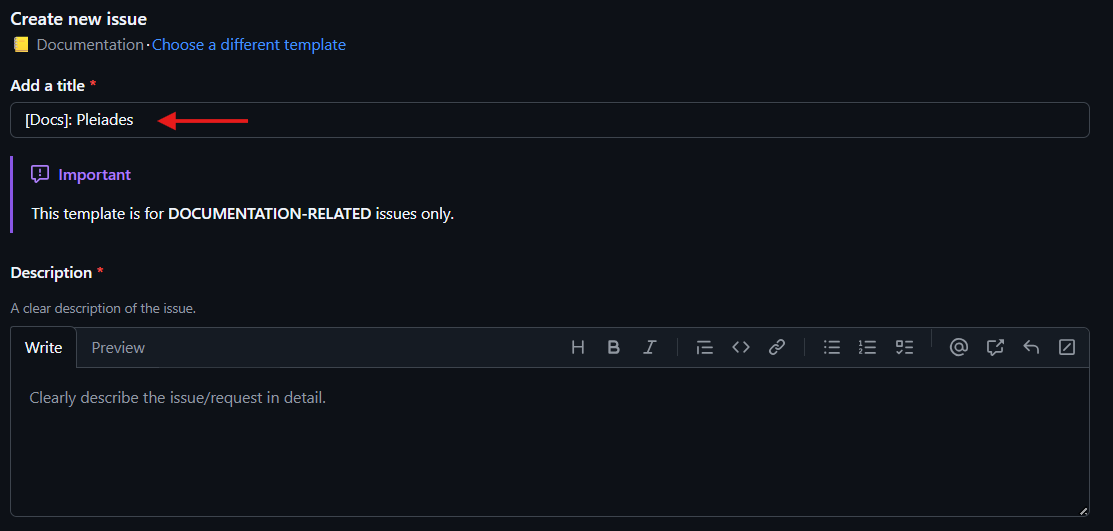 Create new issue
Documentation · Choose a different template
Add a title *
[Docs]: Pleiades
Important
This template is for DOCUMENTATION-RELATED issues only.
Description *
A clear description of the issue.
Write Preview
Clearly describe the issue/request in detail.